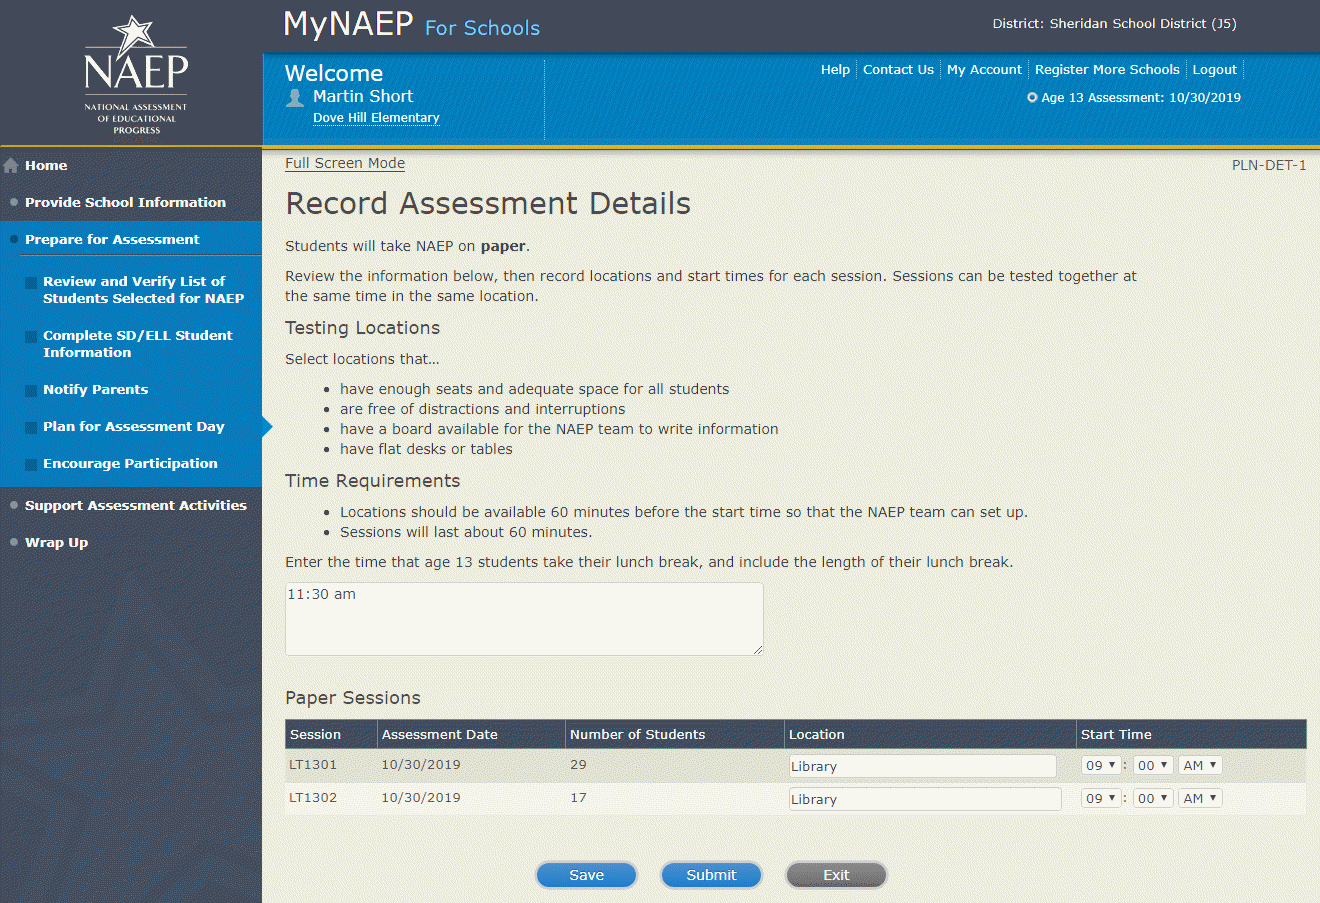 NAEP
NATIONAL ASSESSMENT
OF EDUCATIONAL
PROGRESS
MyNAEP For Schools
District: Sheridan School District (J5)
Welcome
Martin Short
Dove Hill Elementary
Help Contact Us My Account Register More Schools Logout
Age 13 Assessment: 10/30/2019
Home
Provide School Information
Prepare for Assessment
Review and Verify List of
Students Selected for NAEP
Complete SD/ELL Student
Information
Notify Parents
Plan for Assessment Day
Encourage Participation
Support Assessment Activities
Wrap Up
Full Screen Mode
PLN-DET-1
Record Assessment Details
Students will take NAEP on paper.
Review the information below, then record locations and start times for each session. Sessions can be tested together at
the same time in the same location.
Testing Locations
Select locations that...
• have enough seats and adequate space for all students
• are free of distractions and interruptions
• have a board available for the NAEP team to write information
• have flat desks or tables
Time Requirements
• Locations should be available 60 minutes before the start time so that the NAEP team can set up.
• Sessions will last about 60 minutes.
Enter the time that age 13 students take their lunch break, and include the length of their lunch break.
11:30 am
Paper Sessions
Session Assessment Date Number of Students Location Start Time
LT1301 10/30/2019 29 Library 09 : 00 AM
LT1302 10/30/2019 17 Library 09 : 00 AM
Save Submit Exit